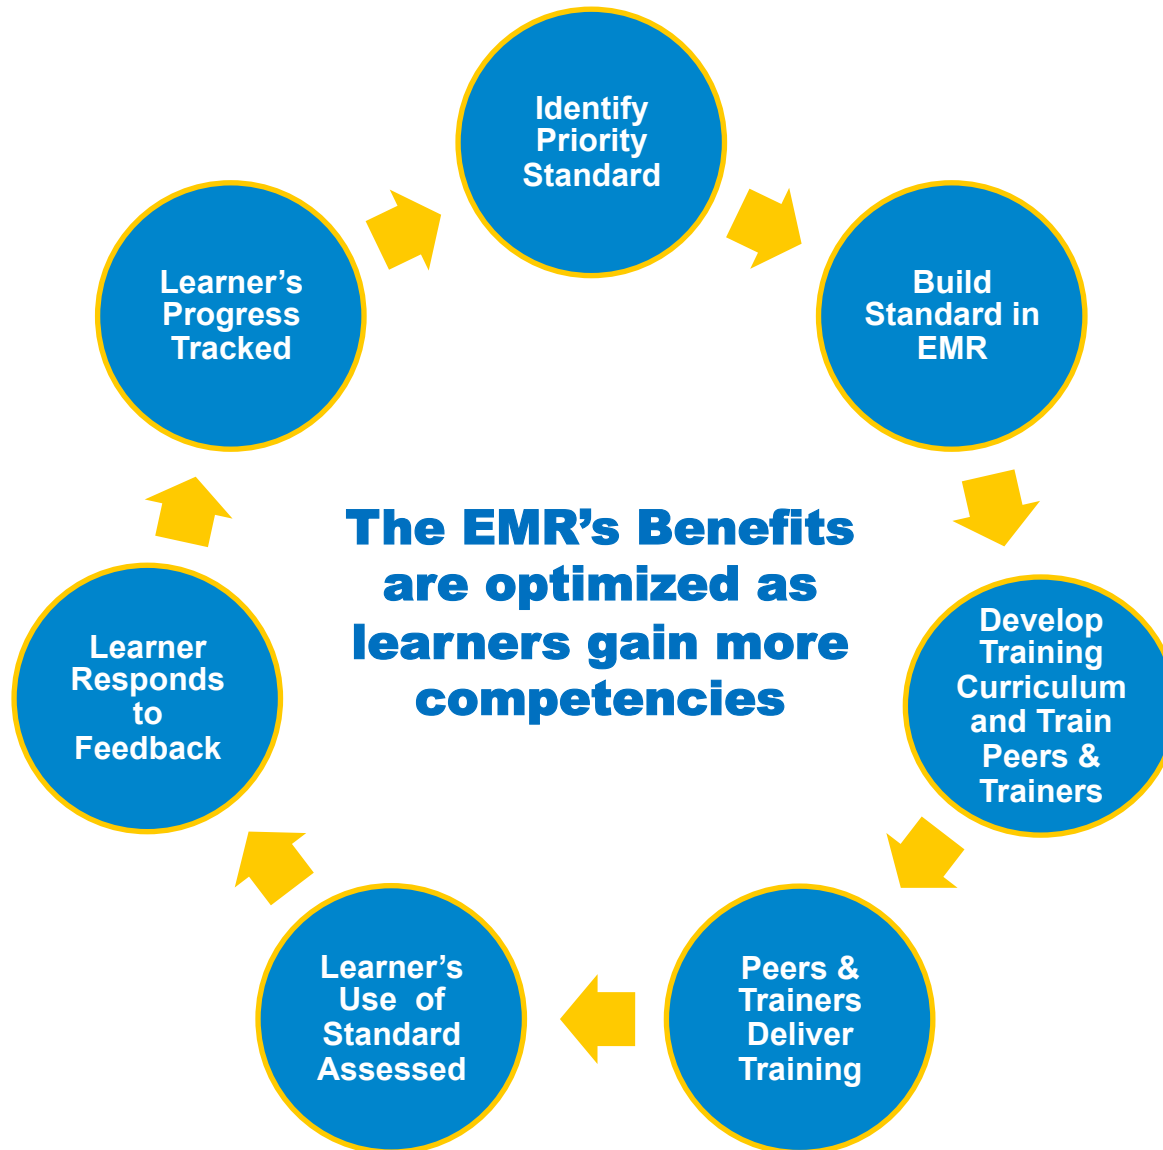 Identify
Priority
Standard
Build
Standard in
EMR
Develop
Training
Curriculum
and Train
Peers &
Trainers
Peers &
Trainers
Deliver
Training
Learner’s
Use  of
Standard
Assessed
Learner
Responds
to
Feedback
Learner’s
Progress
Tracked
The EMR’s Benefits
are optimized as
learners gain more
competencies